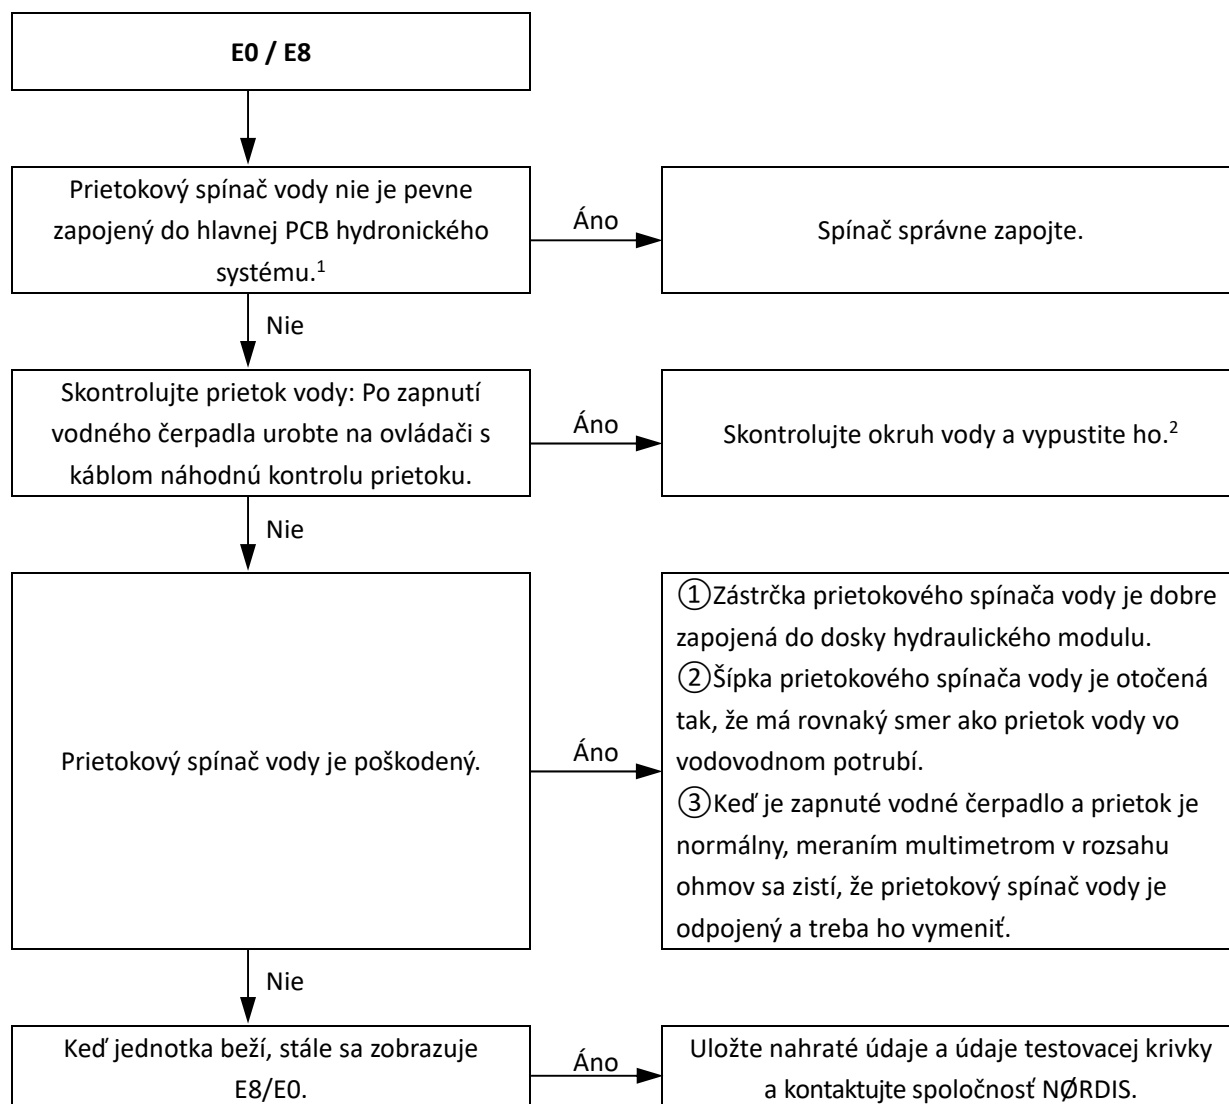 E0 / E8
Prietokový spínač vody nie je pevne
zapojený do hlavnej PCB hydronického
systému.1
Áno
Spínač správne zapojte.
Nie
Skontrolujte prietok vody: Po zapnutí
vodného čerpadla urobte na ovládači s
káblom náhodnú kontrolu prietoku.
Áno
Skontrolujte okruh vody a vypustite ho.2
Nie
Prietokový spínač vody je poškodený.
Áno
①Zástrčka prietokového spínača vody je dobre
zapojená do dosky hydraulického modulu.
②Šípka prietokového spínača vody je otočená
tak, že má rovnaký smer ako prietok vody vo
vodovodnom potrubí.
③Keď je zapnuté vodné čerpadlo a prietok je
normálny, meraním multimetrom v rozsahu
ohmov sa zistí, že prietokový spínač vody je
odpojený a treba ho vymeniť.
Nie
Keď jednotka beží, stále sa zobrazuje
E8/E0.
Áno
Uložte nahraté údaje a údaje testovacej krivky
a kontaktujte spoločnosť NØRDIS.